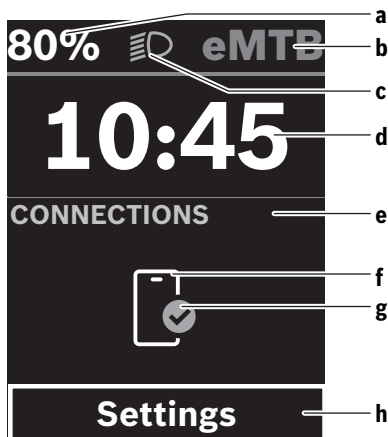 80% eMTB a
b
c
10:45 d
CONNECTIONS e
f
g
Settings h